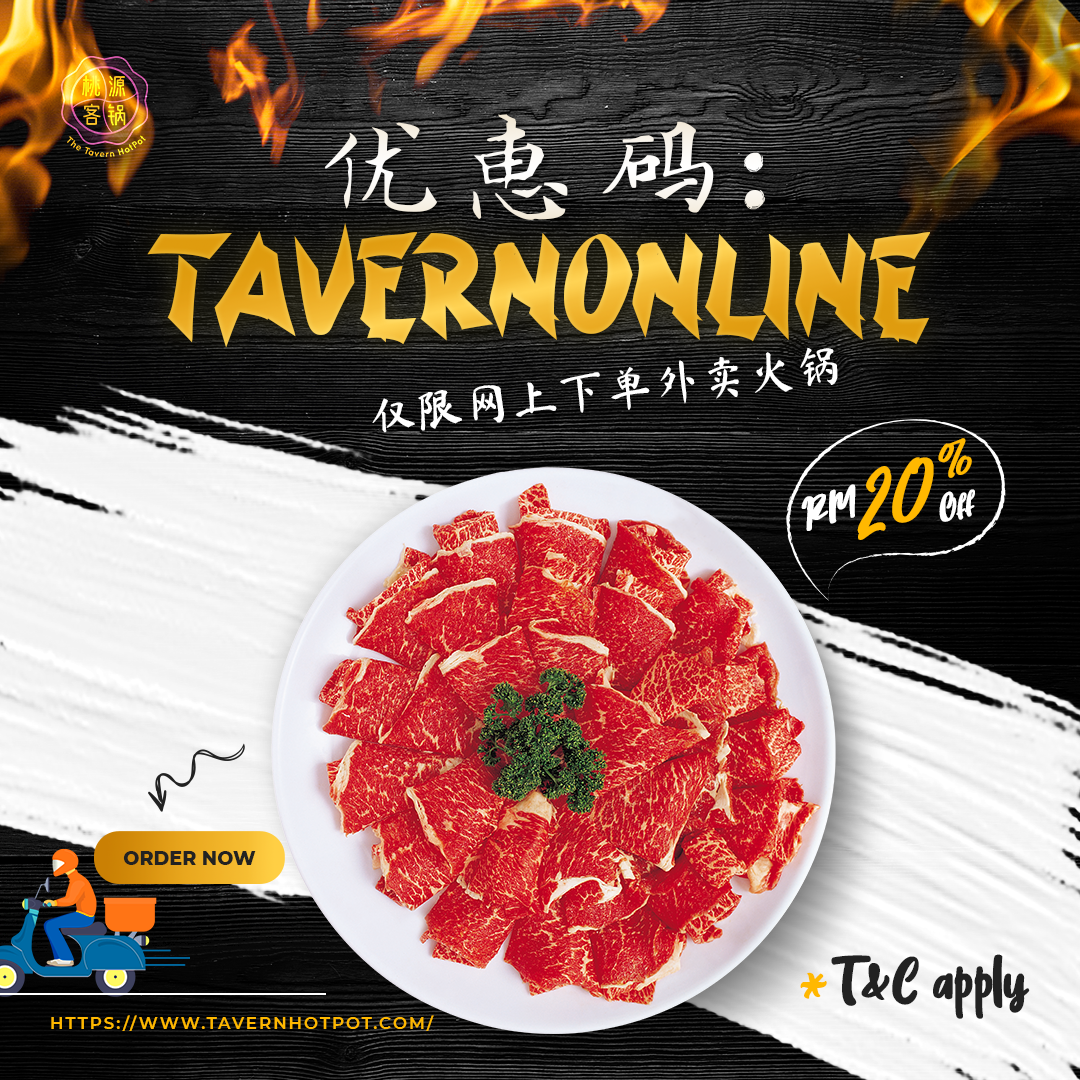 桃源
客锅
The Tavern HotPot
优惠码：
TAVERNONLINE
仅限网上下单外卖火锅
RM20% Off
ORDER NOW
*T&C apply
HTTPS://WWW.TAVERNHOTPOT.COM/